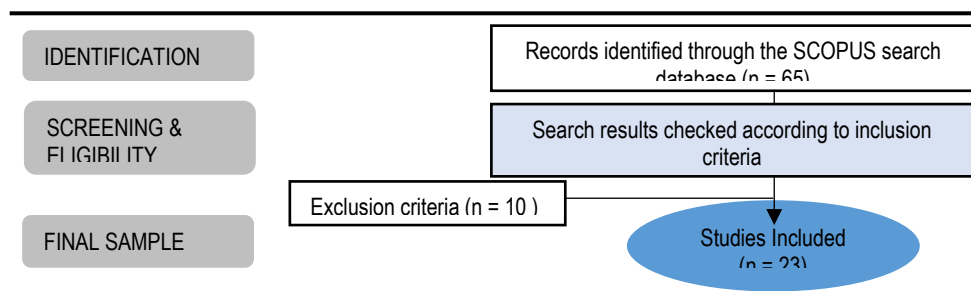 IDENTIFICATION
Records identified through the SCOPUS search
database (n = 65)
SCREENING &
ELIGIBILITY
Search results checked according to inclusion
criteria
Exclusion criteria (n = 10 )
FINAL SAMPLE
Studies Included
(n = 23)